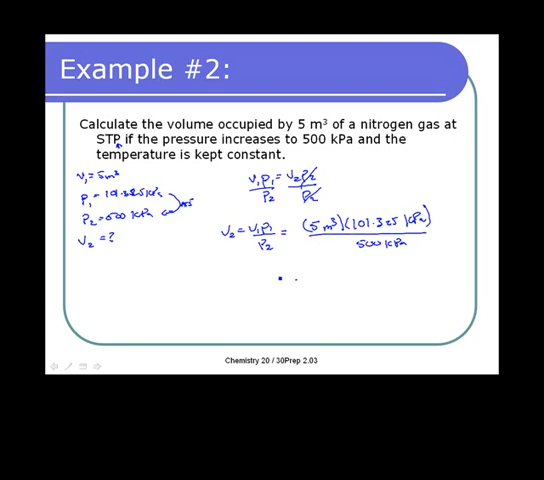 Example #2:
Calculate the volume occupied by 5 m³ of a nitrogen gas at
STP if the pressure increases to 500 kPa and the
temperature is kept constant.
V₁ = 5m³
P₁ = 101.325 kPa
P₂ = 500 kPa
V₂ = ?
V₁P₁/P₂ = V₂P₂/P₂
V₂ = V₁P₁/P₂ = (5 m³)(101.325 kPa)/500 kPa
Chemistry 20 / 30Prep 2.03